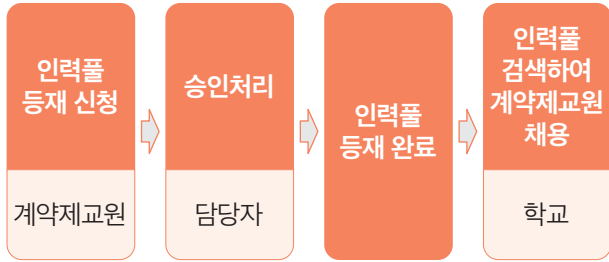 인력풀
등재 신청
계약제교원
승인처리
담당자
인력풀
등재 완료
인력풀
검색하여
계약제교원
채용
학교